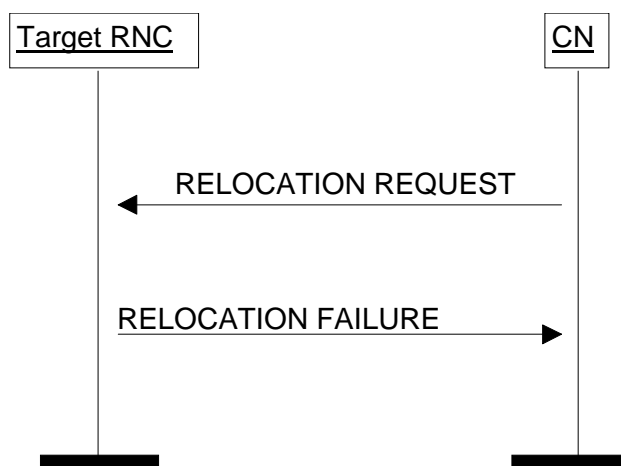 Target RNC
CN
RELOCATION REQUEST
RELOCATION FAILURE